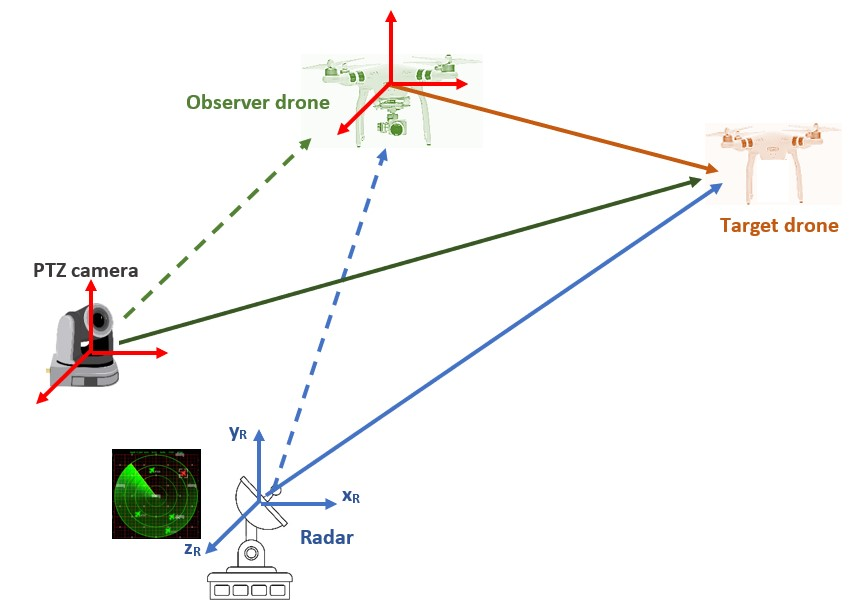 Observer drone
Target drone
PTZ camera
yR
xR
Radar
zR